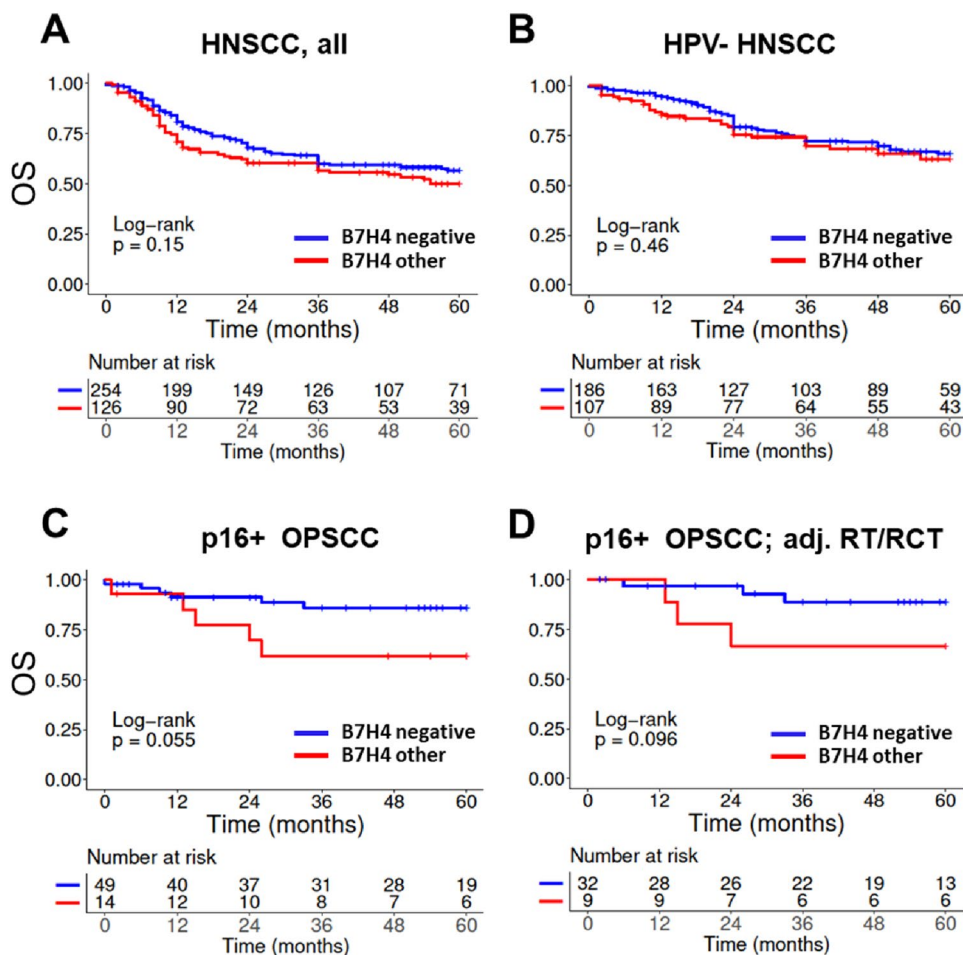 A
HNSCC, all
OS
1.00
0.75
0.50
0.25
0.00
Log-rank
p = 0.15
B7H4 negative
B7H4 other
0 12 24 36 48 60
Time (months)
Number at risk
254 199 149 126 107 71
126 90 72 63 53 39
0 12 24 36 48 60
Time (months)
B
HPV- HNSCC
1.00
0.75
0.50
0.25
0.00
Log-rank
p = 0.46
B7H4 negative
B7H4 other
0 12 24 36 48 60
Time (months)
Number at risk
186 163 127 103 89 59
107 89 77 64 55 43
0 12 24 36 48 60
Time (months)
C
p16+ OPSCC
OS
1.00
0.75
0.50
0.25
0.00
Log-rank
p = 0.055
B7H4 negative
B7H4 other
0 12 24 36 48 60
Time (months)
Number at risk
49 40 37 31 28 19
14 12 10 8 7 6
0 12 24 36 48 60
Time (months)
D
p16+ OPSCC; adj. RT/RCT
1.00
0.75
0.50
0.25
0.00
Log-rank
p = 0.096
B7H4 negative
B7H4 other
0 12 24 36 48 60
Time (months)
Number at risk
32 28 26 22 19 13
9 9 7 6 6 6
0 12 24 36 48 60
Time (months)